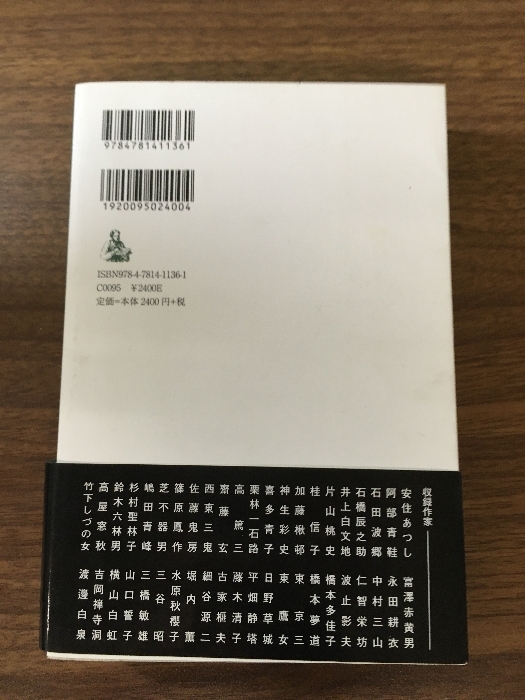 9784781411361
1920095024004
ISBN978-4-7814-1136-1
C0095 ¥2400E
定価=本体 2400 円+税
収録作家
安住あつし 富澤赤黄男
阿部青鞋 永田耕衣
石田波郷 中村三山
石橋辰之助 仁智栄坊
井上白文地 波止影夫
片山桃史 橋本多佳子
桂信子 橋本夢道
加藤楸邨 東京三
神生彩史 東鷹女
喜多青子 日野草城
栗林一石路 平畑静塔
高篤三 藤木清子
齋藤玄 古家榧夫
西東三鬼 細谷源二
佐藤鬼房 堀内薫
篠原鳳作 水原秋櫻子
芝不器男 三谷昭
嶋田青峰 三橋敏雄
杉村聖林子 山口誓子
鈴木六林男 横山白虹
高屋窓秋 吉岡禅寺洞
竹下しづの女 渡邊白泉